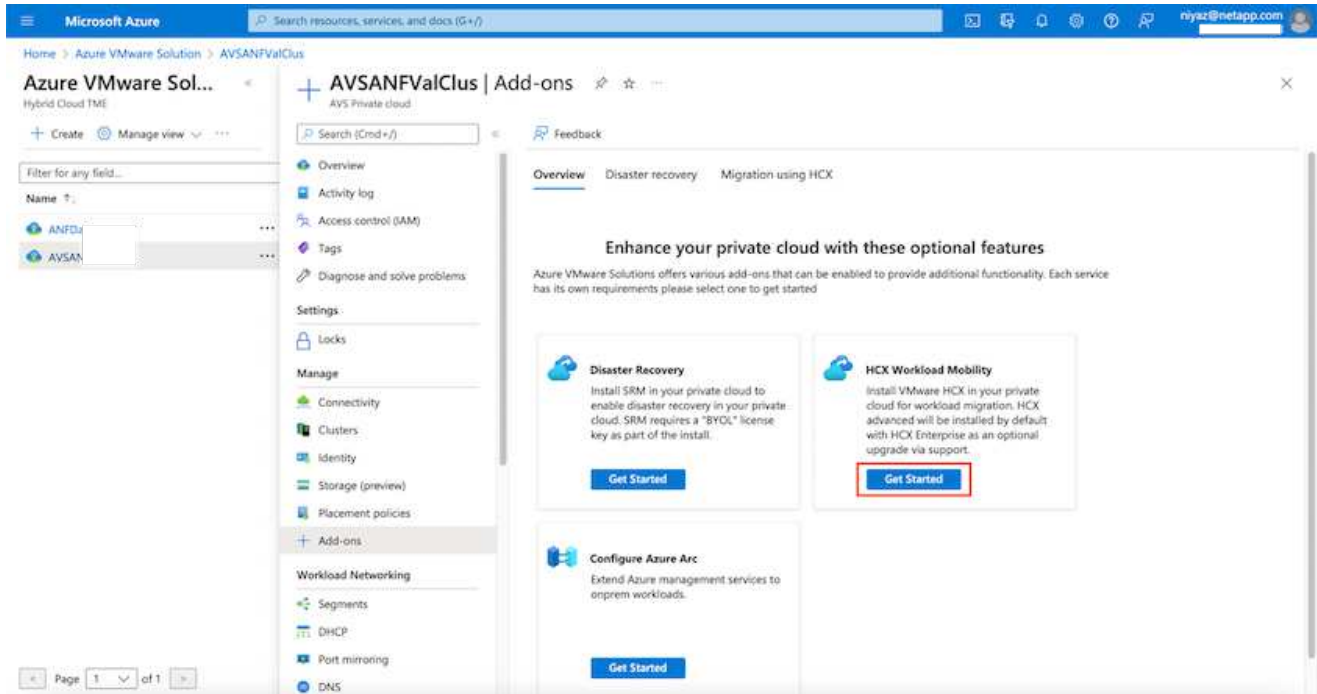 Microsoft Azure
Search resources, services, and docs (G+/)
niyaz@netapp.com
Home > Azure VMware Solution > AVSANFValClus
Azure VMware Sol...
Hybrid Cloud TME
+ Create
Manage view
...
Filter for any field...
Name ↑↓
ANFDa
...
AVSAN
...
< Page 1 of 1 >
AVSANFValClus | Add-ons
...
AVS Private cloud
Search (Cmd+/)
«
Overview
Activity log
Access control (IAM)
Tags
Diagnose and solve problems
Settings
Locks
Manage
Connectivity
Clusters
Identity
Storage (preview)
Placement policies
Add-ons
Workload Networking
Segments
DHCP
Port mirroring
DNS
Feedback
Overview
Disaster recovery
Migration using HCX
Enhance your private cloud with these optional features
Azure VMware Solutions offers various add-ons that can be enabled to provide additional functionality. Each service
has its own requirements please select one to get started
Disaster Recovery
Install SRM in your private cloud to
enable disaster recovery in your private
cloud. SRM requires a "BYOL" license
key as part of the install.
Get Started
HCX Workload Mobility
Install VMware HCX in your private
cloud for workload migration. HCX
advanced will be installed by default
with HCX Enterprise as an optional
upgrade via support.
Get Started
Configure Azure Arc
Extend Azure management services to
onprem workloads.
Get Started